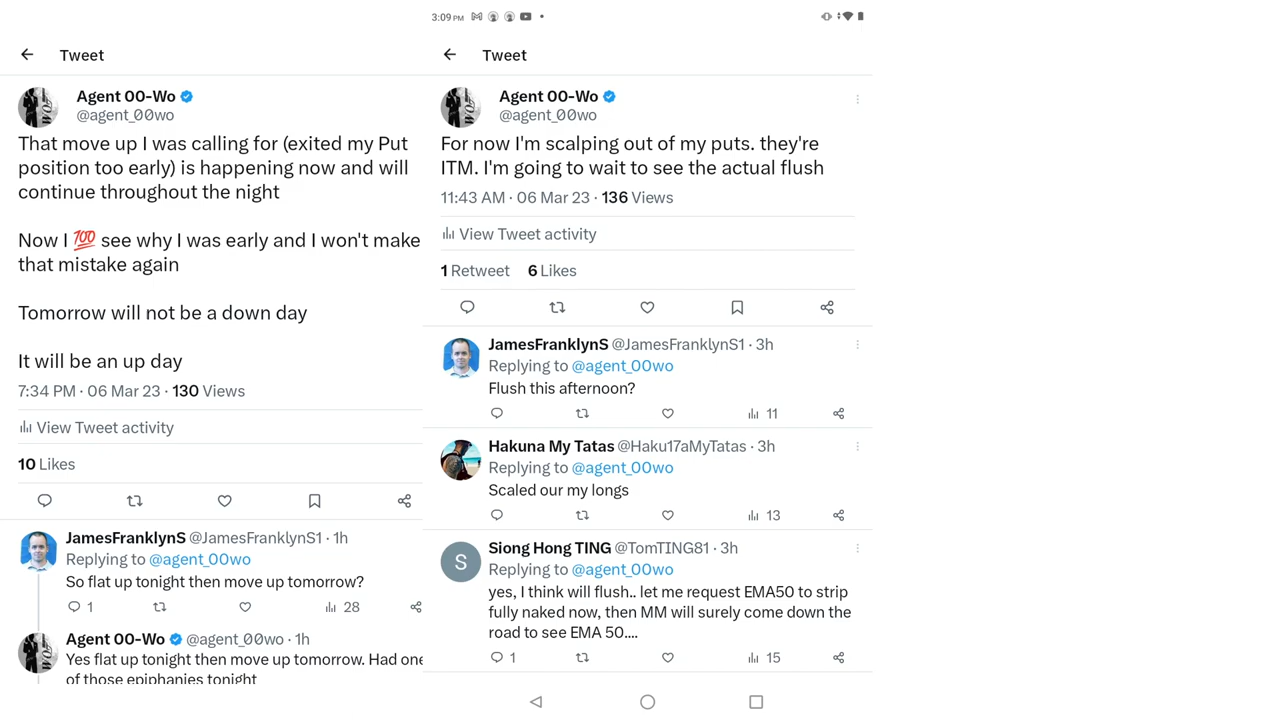 Tweet
Agent 00-Wo
@agent_00wo
That move up I was calling for (exited my Put
position too early) is happening now and will
continue throughout the night
Now I 💯 see why I was early and I won't make
that mistake again
Tomorrow will not be a down day
It will be an up day
7:34 PM · 06 Mar 23 · 130 Views
View Tweet activity
10 Likes
JamesFranklynS @JamesFranklynS1 · 1h
Replying to @agent_00wo
So flat up tonight then move up tomorrow?
1
28
Agent 00-Wo @agent_00wo · 1h
Yes flat up tonight then move up tomorrow. Had one
of those epiphanies tonight
3:09 PM
Tweet
Agent 00-Wo
@agent_00wo
For now I'm scalping out of my puts. they're
ITM. I'm going to wait to see the actual flush
11:43 AM · 06 Mar 23 · 136 Views
View Tweet activity
1 Retweet 6 Likes
JamesFranklynS @JamesFranklynS1 · 3h
Replying to @agent_00wo
Flush this afternoon?
11
Hakuna My Tatas @Haku17aMyTatas · 3h
Replying to @agent_00wo
Scaled our my longs
13
S
Siong Hong TING @TomTING81 · 3h
Replying to @agent_00wo
yes, I think will flush.. let me request EMA50 to strip
fully naked now, then MM will surely come down the
road to see EMA 50....
1
15